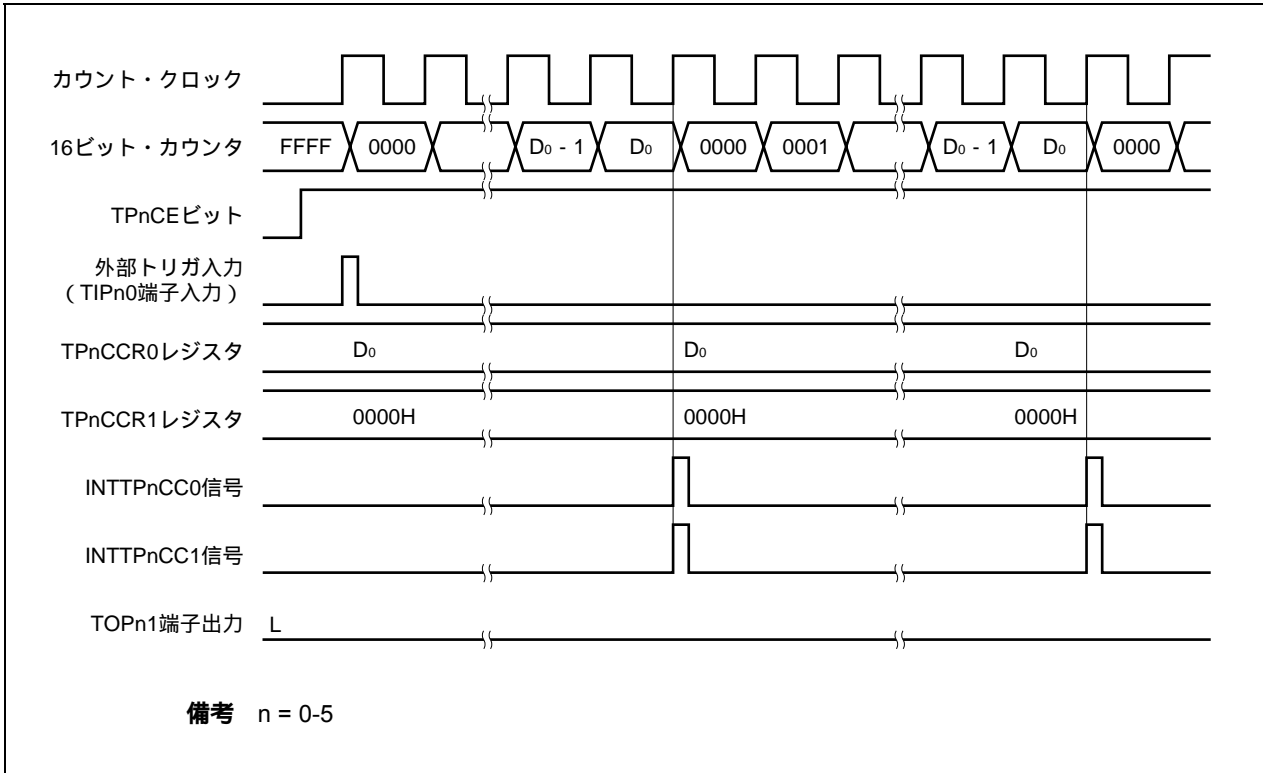 カウント・クロック
16ビット・カウンタ FFFF 0000 D0 - 1 D0 0000 0001 D0 - 1 D0 0000
TPnCEビット
外部トリガ入力
（TIPn0端子入力）
TPnCCR0レジスタ D0 D0 D0
TPnCCR1レジスタ 0000H 0000H 0000H
INTTPnCC0信号
INTTPnCC1信号
TOPn1端子出力 L
備考 n = 0-5